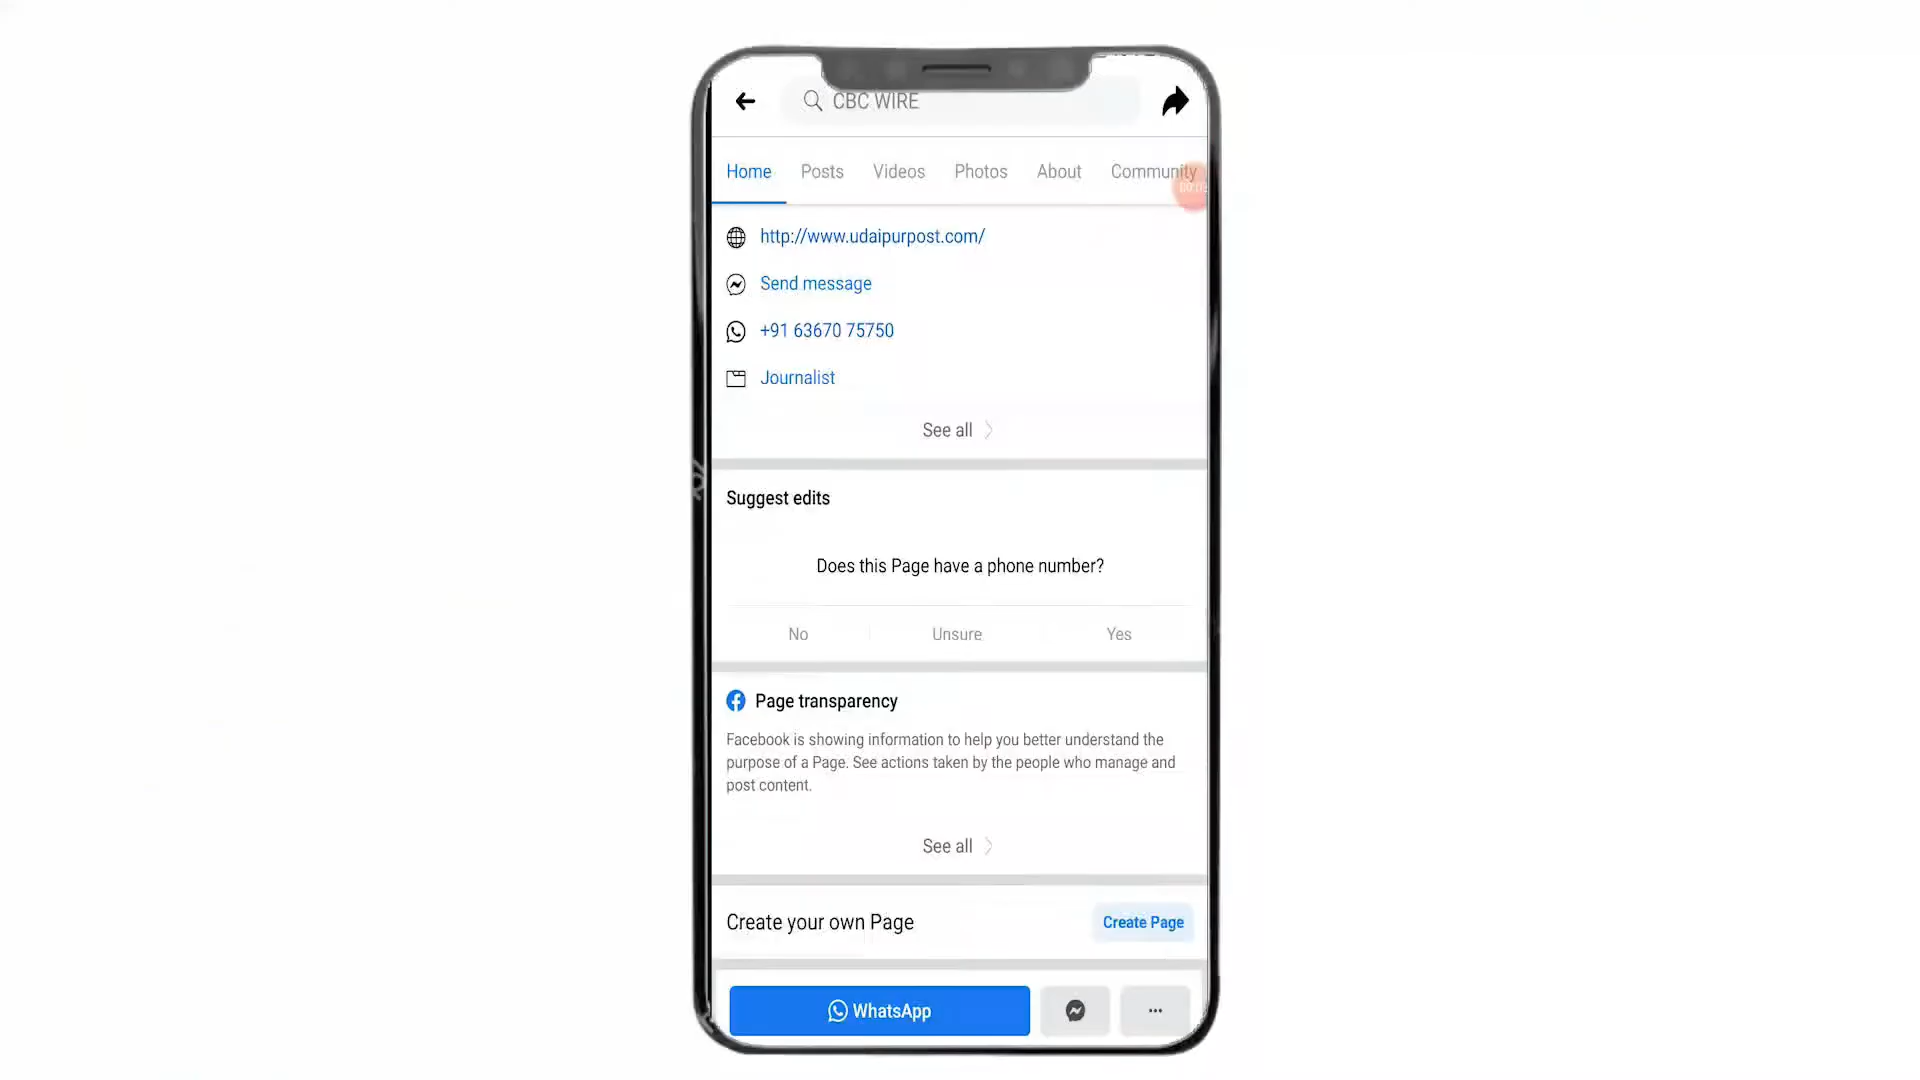 CBC WIRE
Home Posts Videos Photos About Community
http://www.udaipurpost.com/
Send message
+91 63670 75750
Journalist
See all
Suggest edits
Does this Page have a phone number?
No Unsure Yes
Page transparency
Facebook is showing information to help you better understand the
purpose of a Page. See actions taken by the people who manage and
post content.
See all
Create your own Page Create Page
WhatsApp